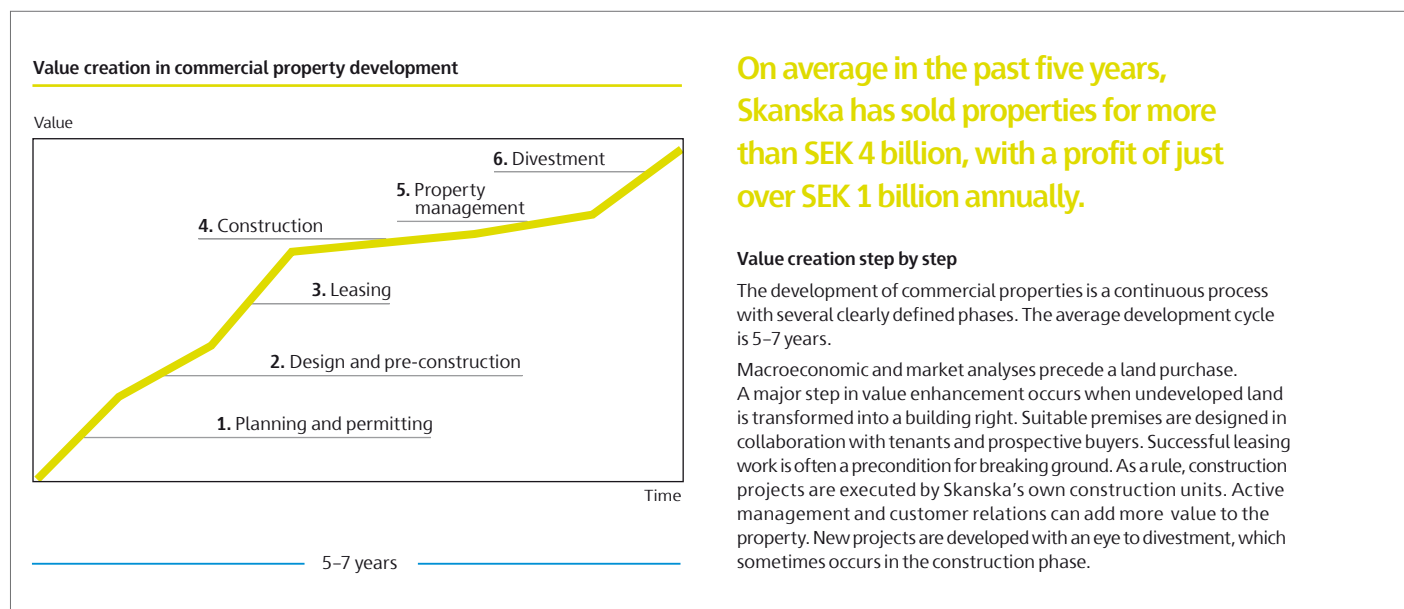 Value creation in commercial property development
Value
6. Divestment
5. Property
management
4. Construction
3. Leasing
2. Design and pre-construction
1. Planning and permitting
Time
5–7 years
On average in the past five years,
Skanska has sold properties for more
than SEK 4 billion, with a profit of just
over SEK 1 billion annually.
Value creation step by step
The development of commercial properties is a continuous process
with several clearly defined phases. The average development cycle
is 5–7 years.
Macroeconomic and market analyses precede a land purchase.
A major step in value enhancement occurs when undeveloped land
is transformed into a building right. Suitable premises are designed in
collaboration with tenants and prospective buyers. Successful leasing
work is often a precondition for breaking ground. As a rule, construction
projects are executed by Skanska's own construction units. Active
management and customer relations can add more value to the
property. New projects are developed with an eye to divestment, which
sometimes occurs in the construction phase.